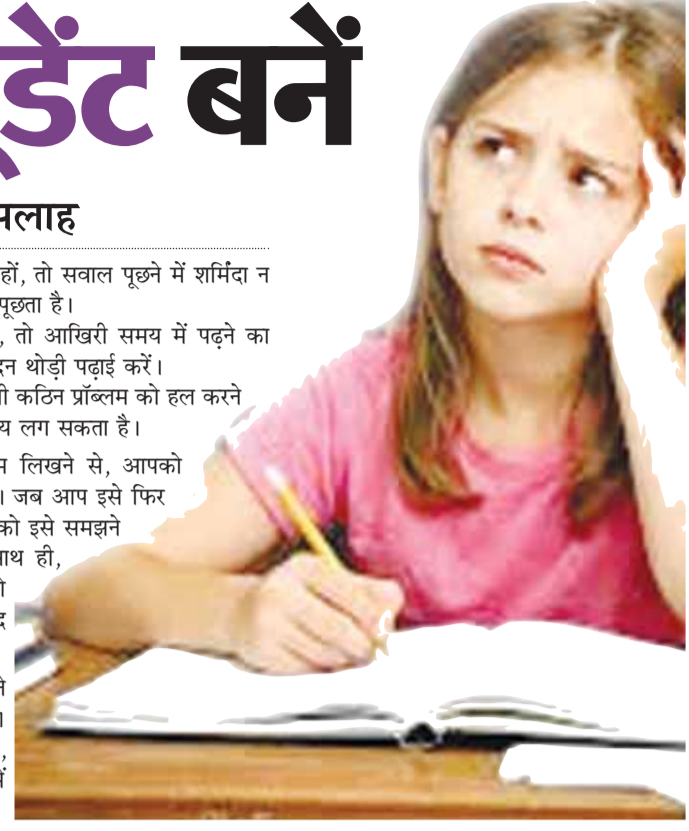 डेंट बनें
सलाह
हों, तो सवाल पूछने में शर्मिंदा न
पूछता है।
, तो आखिरी समय में पढ़ने का
थोड़ी पढ़ाई करें।
कठिन प्रॉब्लम को हल करने
लग सकता है।
लिखने से, आपको
। जब आप इसे फिर
को इसे समझने
ही,
,